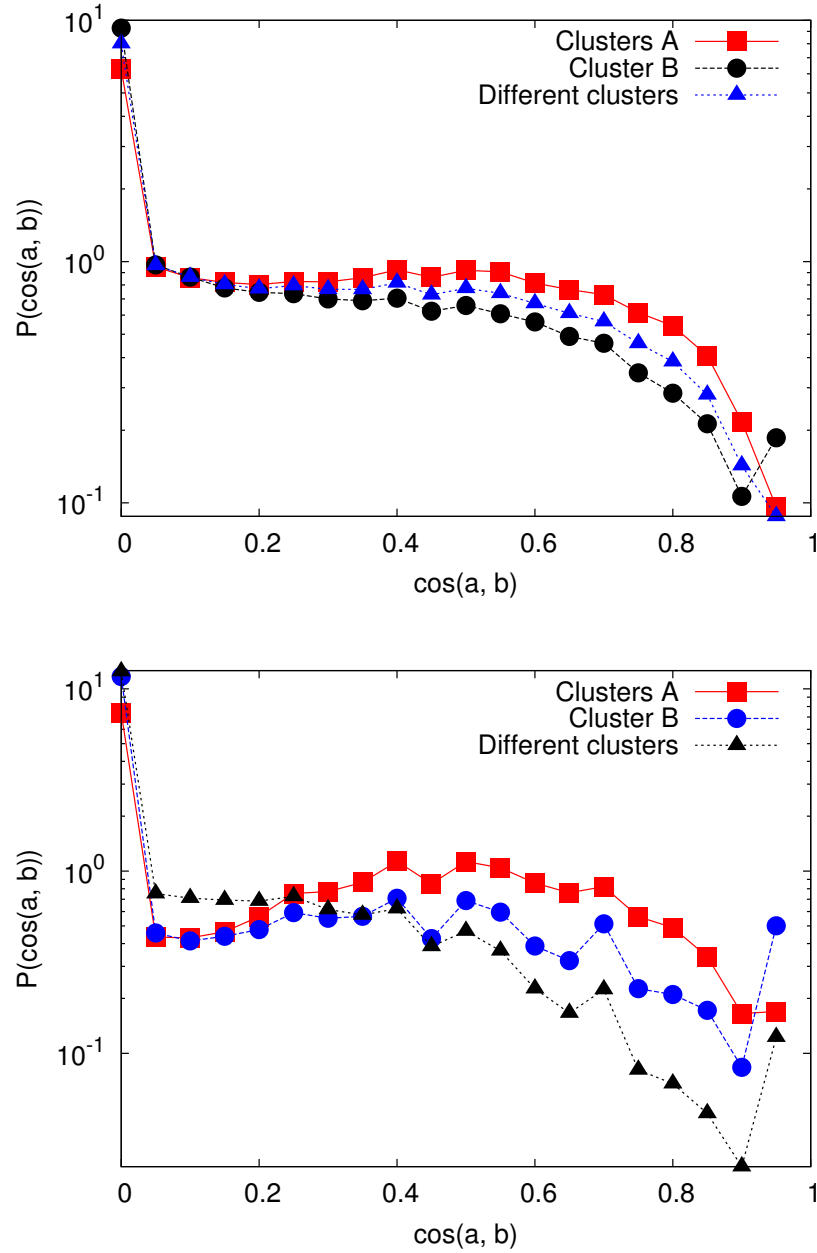 10^1
10^0
10^-1
P(cos(a, b))
Clusters A
Cluster B
Different clusters
0 0.2 0.4 0.6 0.8 1
cos(a, b)
10^1
10^0
10^-1
P(cos(a, b))
Clusters A
Cluster B
Different clusters
0 0.2 0.4 0.6 0.8 1
cos(a, b)